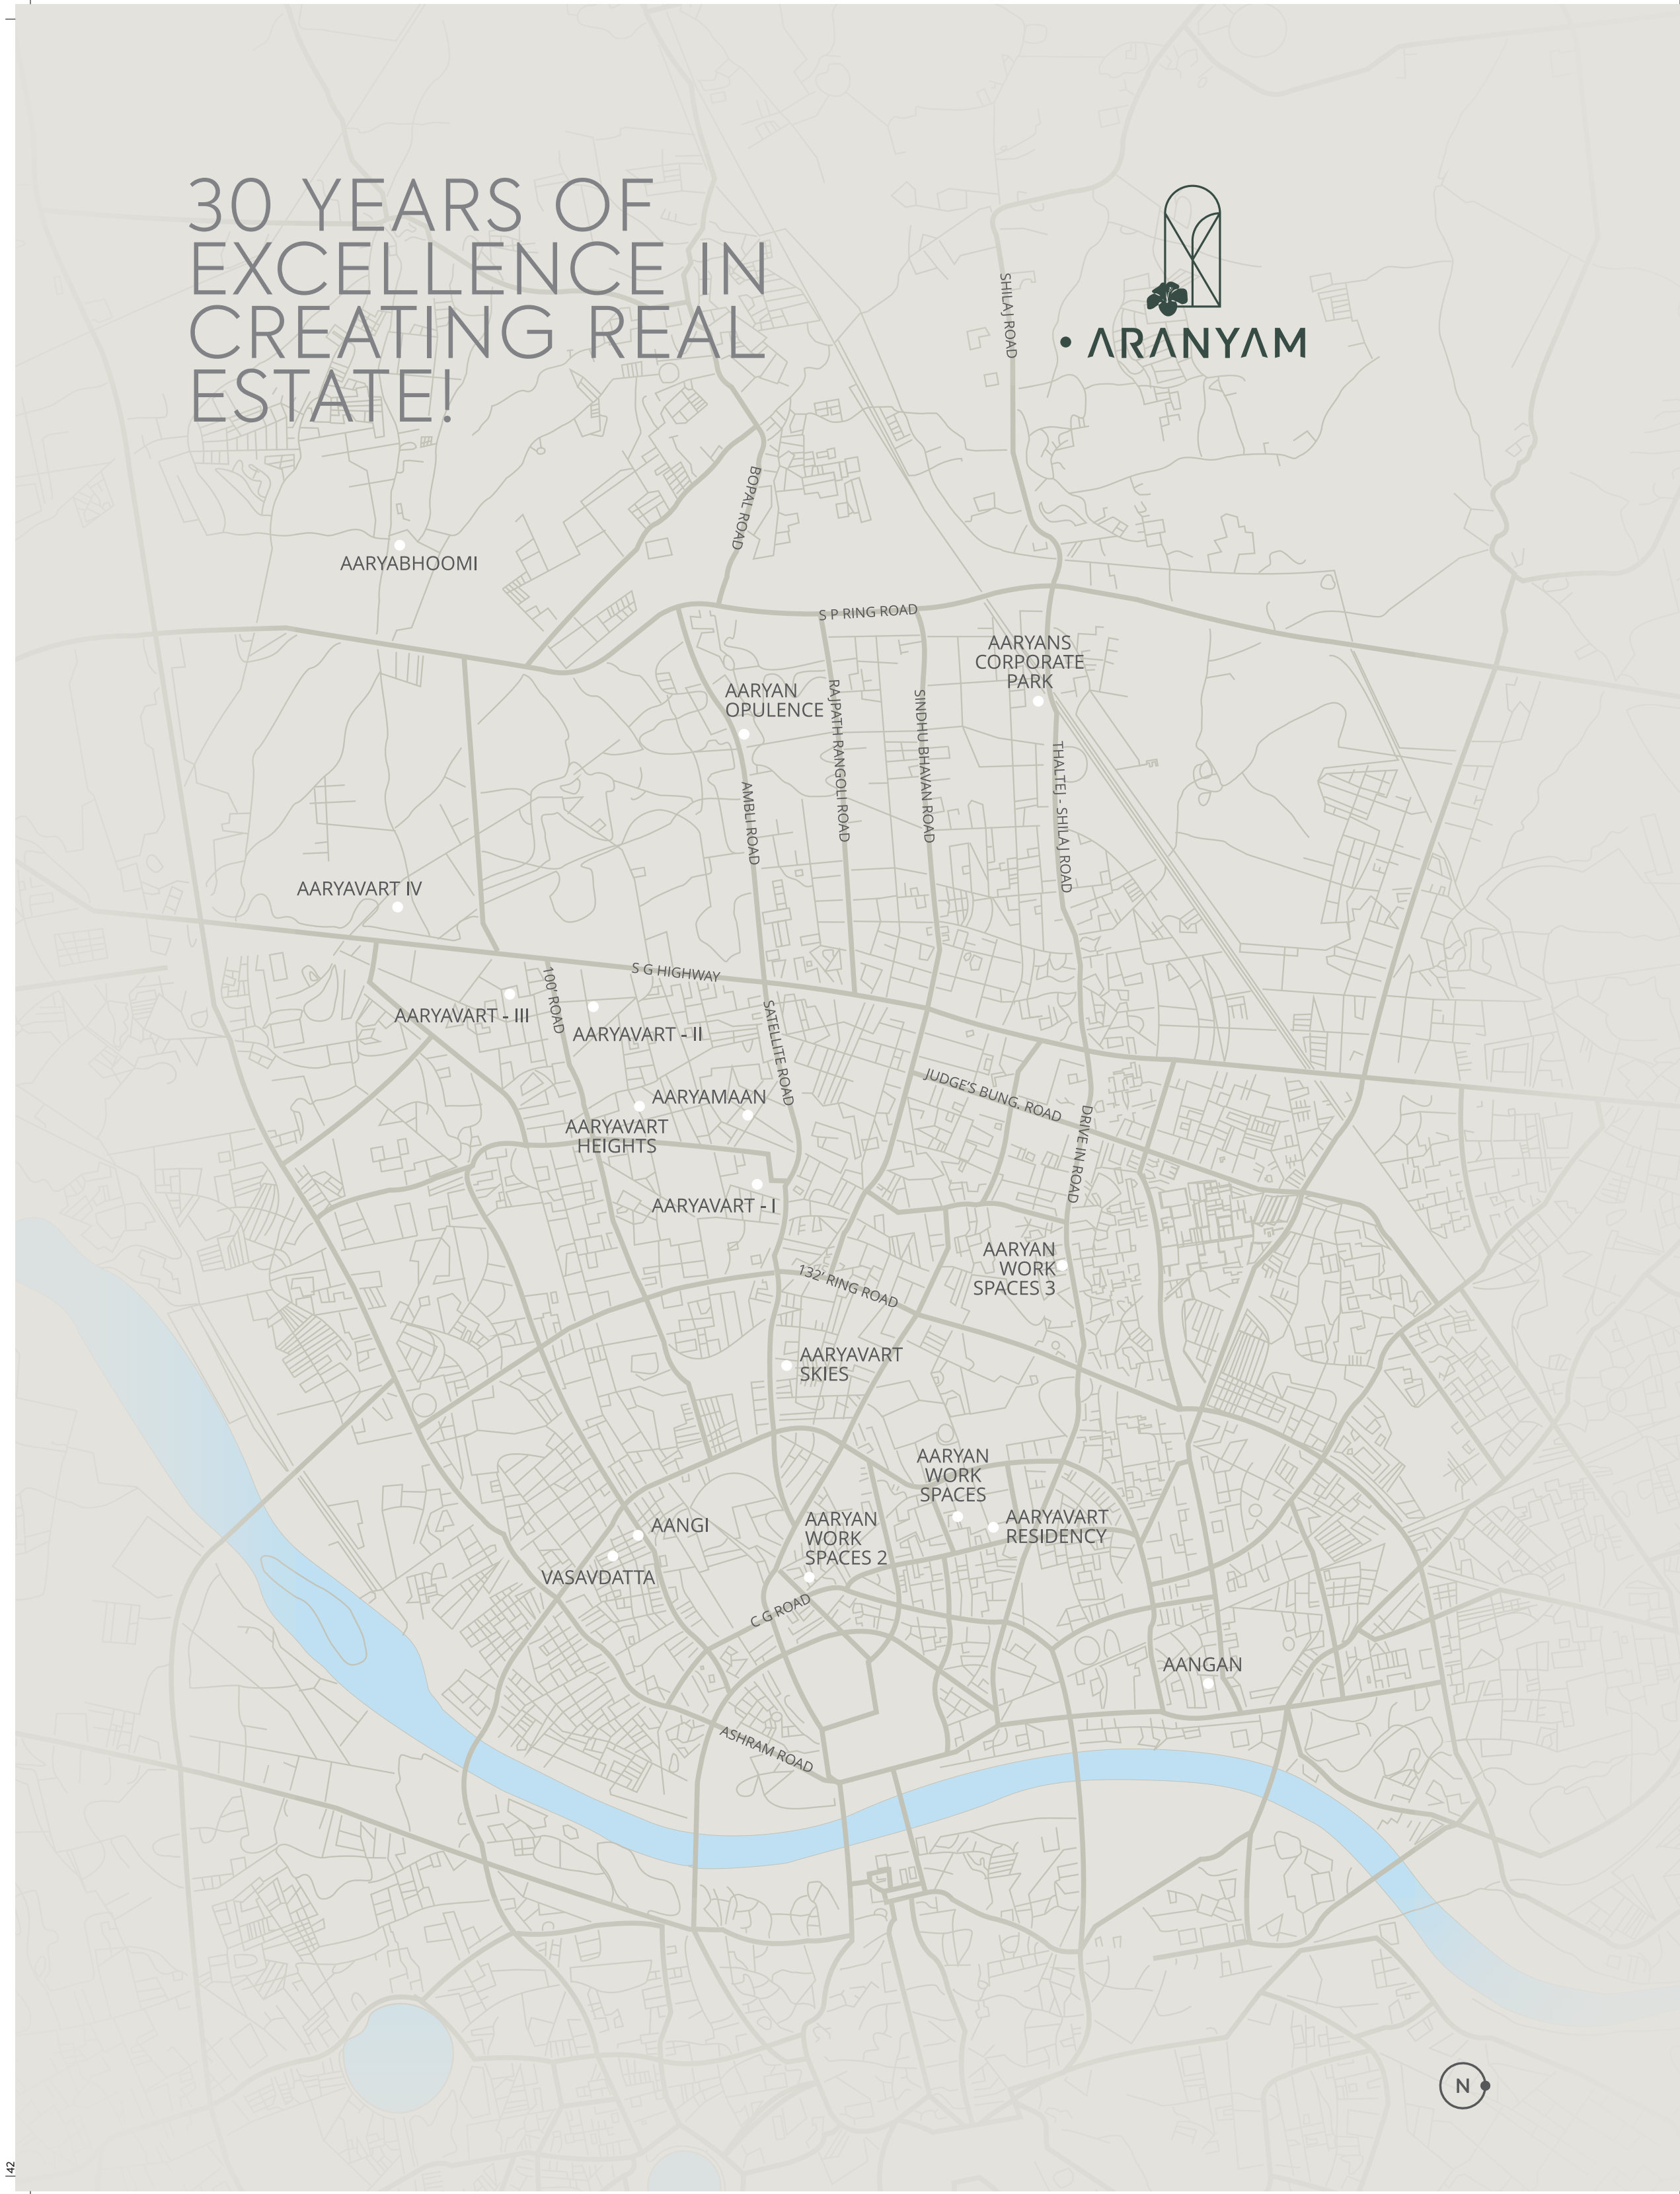 30 YEARS OF
EXCELLENCE IN
CREATING REAL
ESTATE!
SHILAJ ROAD
ARANYAM
BOPAL ROAD
AARYABHOOMI
S P RING ROAD
AARYANS
CORPORATE
PARK
AARYAN
OPULENCE
RAJPATH RANGOLI ROAD
SINDHU BHAVAN ROAD
THALTEJ - SHILAJ ROAD
AMBLI ROAD
AARYAVART IV
S G HIGHWAY
100' ROAD
AARYAVART - III
AARYAVART - II
SATELLITE ROAD
JUDGE'S BUNG. ROAD
AARYAMAAN
DRIVE IN ROAD
AARYAVART
HEIGHTS
AARYAVART - I
AARYAN
WORK
SPACES 3
132' RING ROAD
AARYAVART
SKIES
AARYAN
WORK
SPACES
AARYAVART
RESIDENCY
AARYAN
WORK
SPACES 2
AANGI
VASAVDATTA
C G ROAD
AANGAN
ASHRAM ROAD
N
42